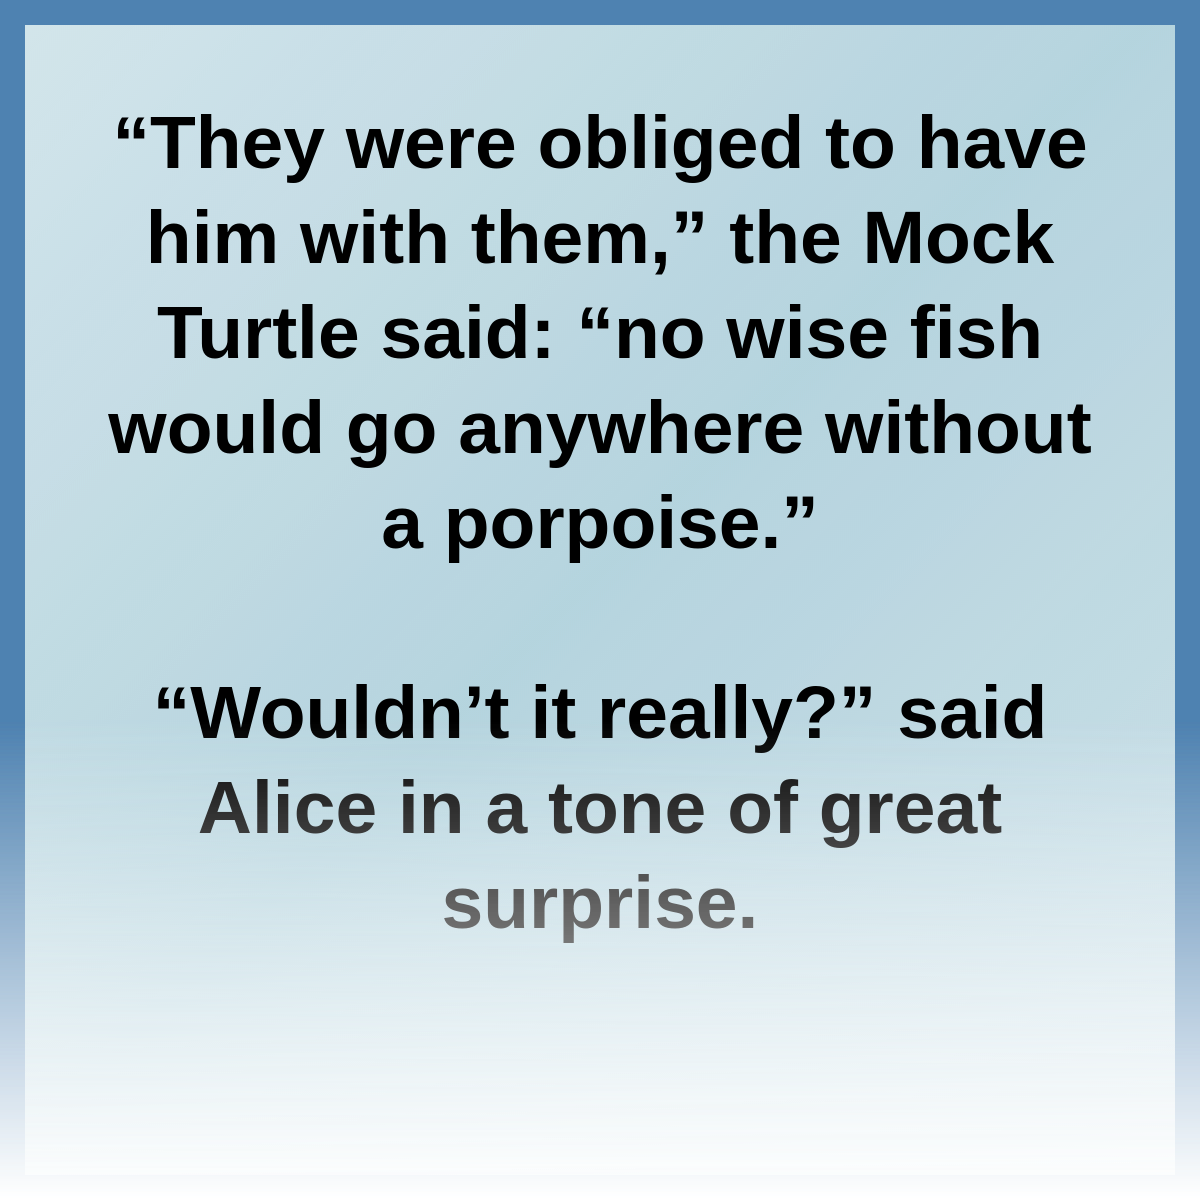 “They were obliged to have
him with them,” the Mock
Turtle said: “no wise fish
would go anywhere without
a porpoise.”
“Wouldn’t it really?” said
Alice in a tone of great
surprise.